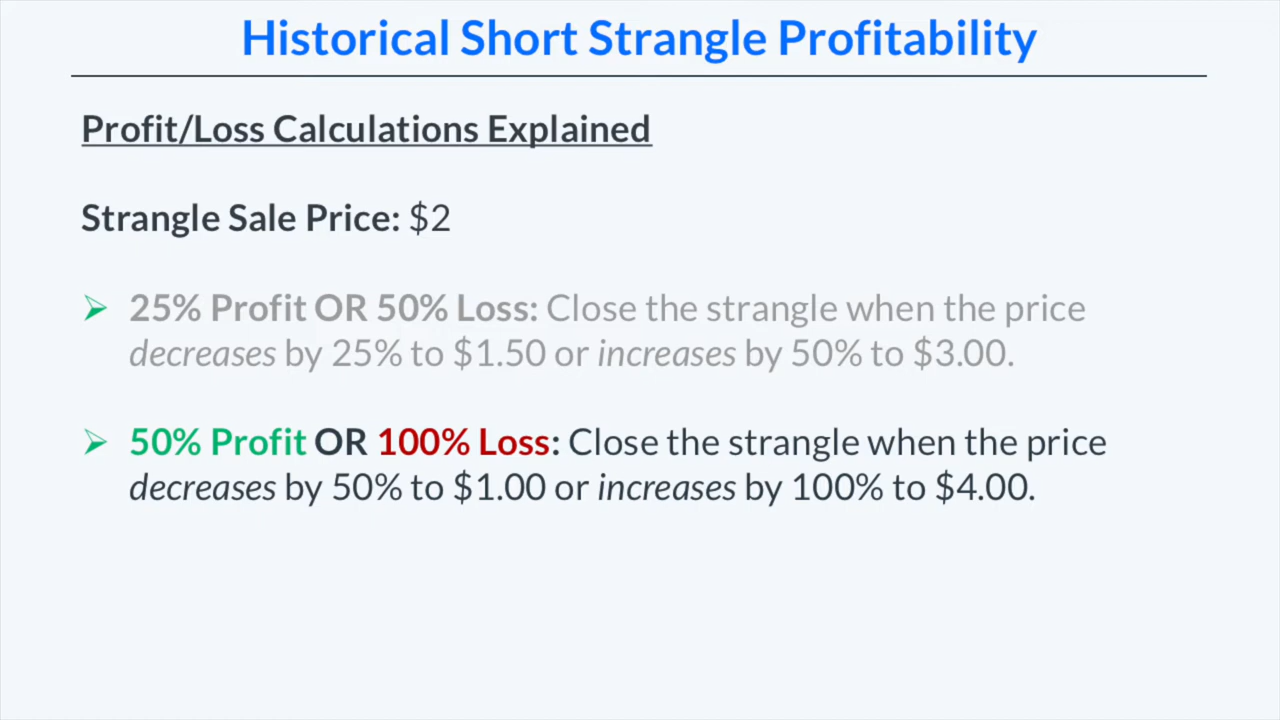 Historical Short Strangle Profitability
Profit/Loss Calculations Explained
Strangle Sale Price: $2
25% Profit OR 50% Loss: Close the strangle when the price
decreases by 25% to $1.50 or increases by 50% to $3.00.
50% Profit OR 100% Loss: Close the strangle when the price
decreases by 50% to $1.00 or increases by 100% to $4.00.